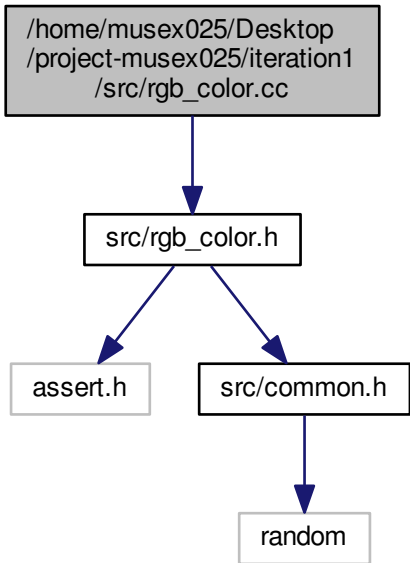 /home/musex025/Desktop
/project-musex025/iteration1
/src/rgb_color.cc
src/rgb_color.h
assert.h
src/common.h
random